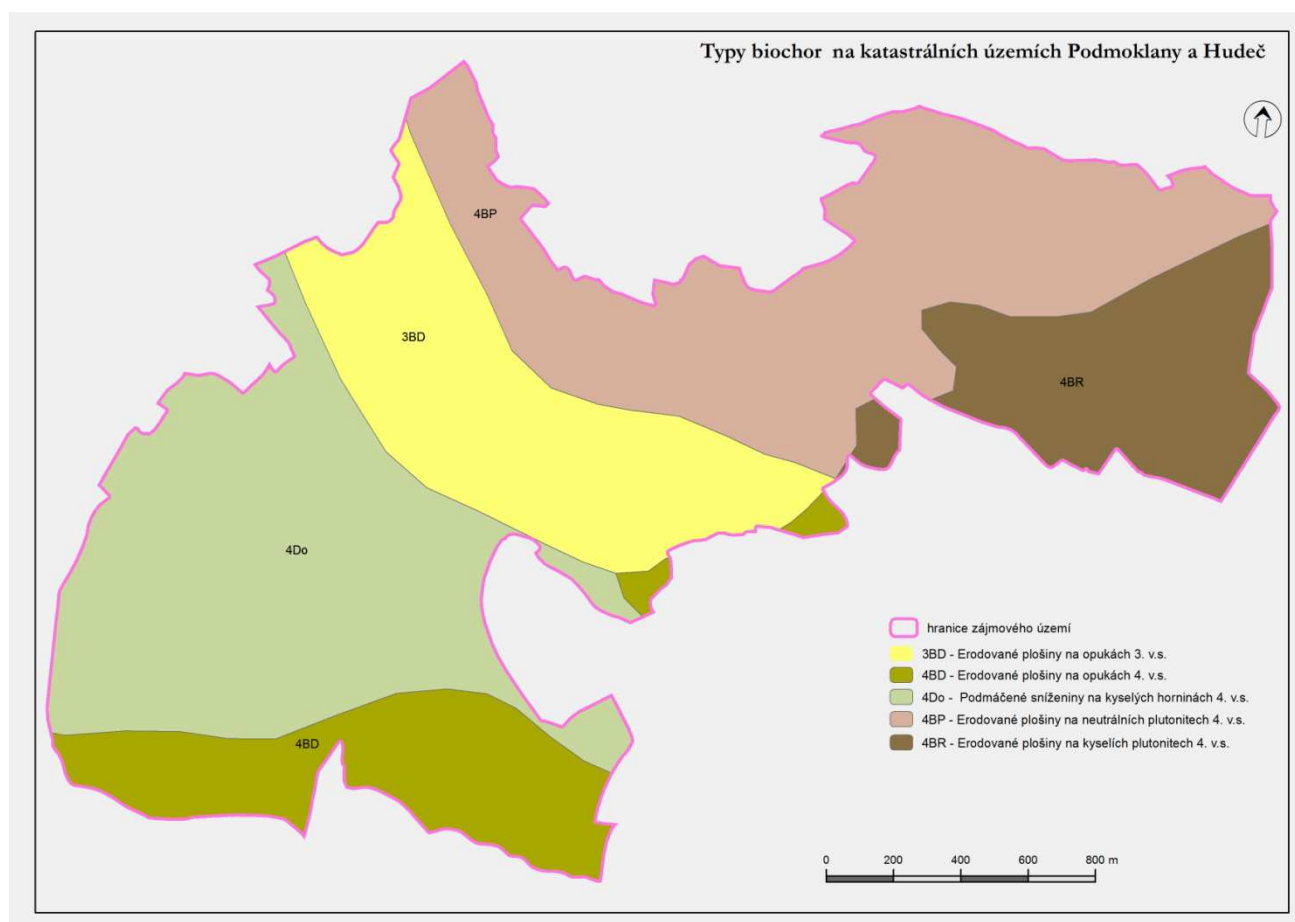 Typy biochor na katastrálních územích Podmoklany a Hudeč
4BP
3BD
4BR
4Do
4BD
hranice zájmového území
3BD - Erodované plošiny na opukách 3. v.s.
4BD - Erodované plošiny na opukách 4. v.s.
4Do - Podmáčené sníženiny na kyselých horninách 4. v.s.
4BP - Erodované plošiny na neutrálních plutonitech 4. v.s.
4BR - Erodované plošiny na kyselích plutonitech 4. v.s.
0 200 400 600 800 m